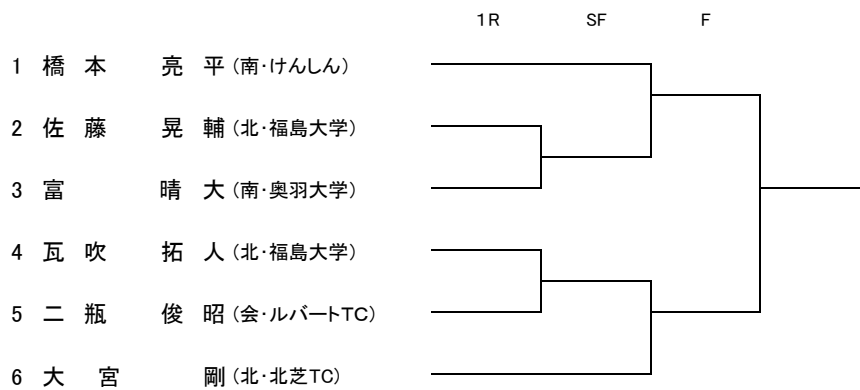 1R SF F
1 橋本 亮平 (南・けんしん)
2 佐藤 晃輔 (北・福島大学)
3 富 晴大 (南・奥羽大学)
4 瓦吹 拓人 (北・福島大学)
5 二瓶 俊昭 (会・ルバートTC)
6 大宮 剛 (北・北芝TC)